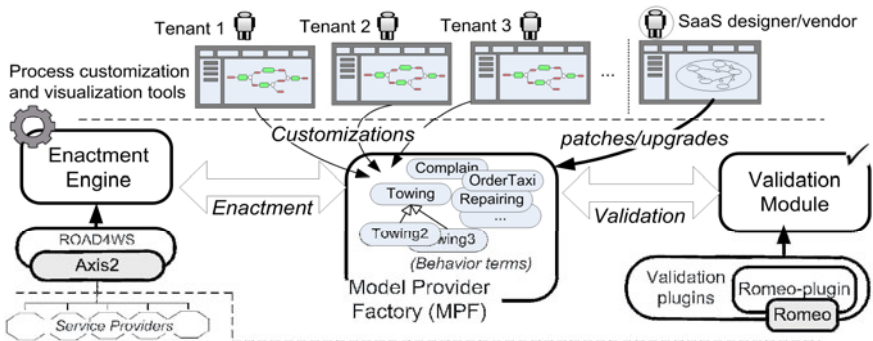 Tenant 1
Tenant 2
Tenant 3
SaaS designer/vendor
Process customization
and visualization tools
...
Customizations
patches/upgrades
Enactment
Engine
Complain
OrderTaxi
Towing
Repairing
...
Towing2
Towing3
(Behavior terms)
Model Provider
Factory (MPF)
Enactment
Validation
Validation
Module
ROAD4WS
Axis2
Service Providers
Validation
plugins
Romeo-plugin
Romeo